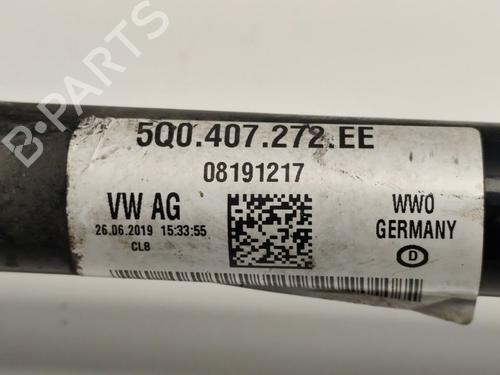 B-PARTS
5Q0.407.272.EE
08191217
VW AG
26.06.2019 15:33:55
CL8
WWO
GERMANY
D